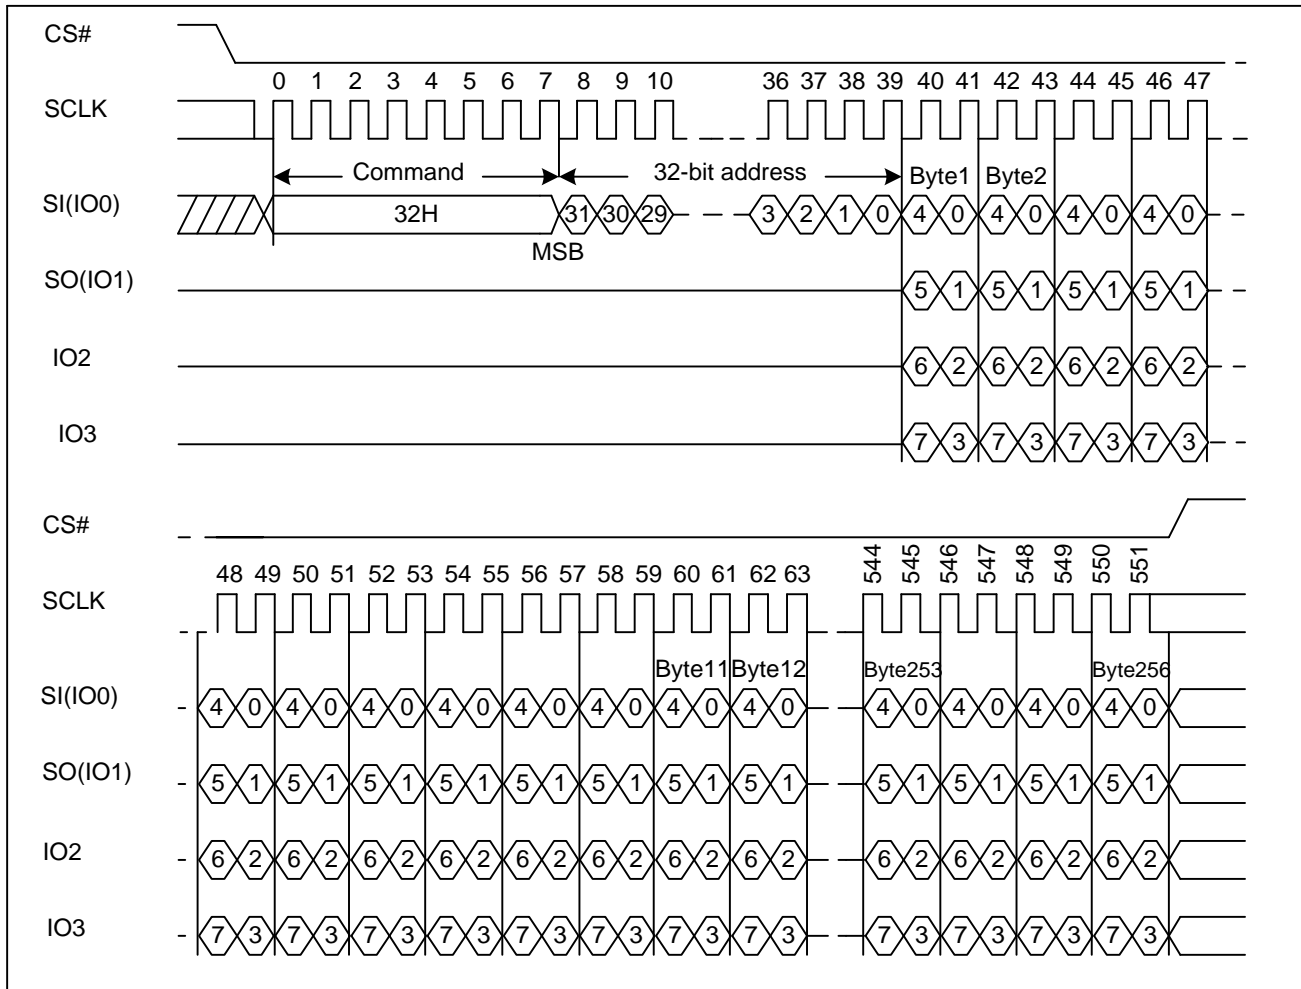 CS#
0 1 2 3 4 5 6 7 8 9 10 36 37 38 39 40 41 42 43 44 45 46 47
SCLK
Command 32-bit address Byte1 Byte2
SI(IO0) 32H 31 30 29 3 2 1 0 4 0 4 0 4 0 4 0
MSB
SO(IO1) 5 1 5 1 5 1 5 1
IO2 6 2 6 2 6 2 6 2
IO3 7 3 7 3 7 3 7 3
CS#
48 49 50 51 52 53 54 55 56 57 58 59 60 61 62 63 544 545 546 547 548 549 550 551
SCLK
Byte11 Byte12 Byte253 Byte256
SI(IO0) 4 0 4 0 4 0 4 0 4 0 4 0 4 0 4 0 4 0 4 0 4 0 4 0
SO(IO1) 5 1 5 1 5 1 5 1 5 1 5 1 5 1 5 1 5 1 5 1 5 1 5 1
IO2 6 2 6 2 6 2 6 2 6 2 6 2 6 2 6 2 6 2 6 2 6 2 6 2
IO3 7 3 7 3 7 3 7 3 7 3 7 3 7 3 7 3 7 3 7 3 7 3 7 3